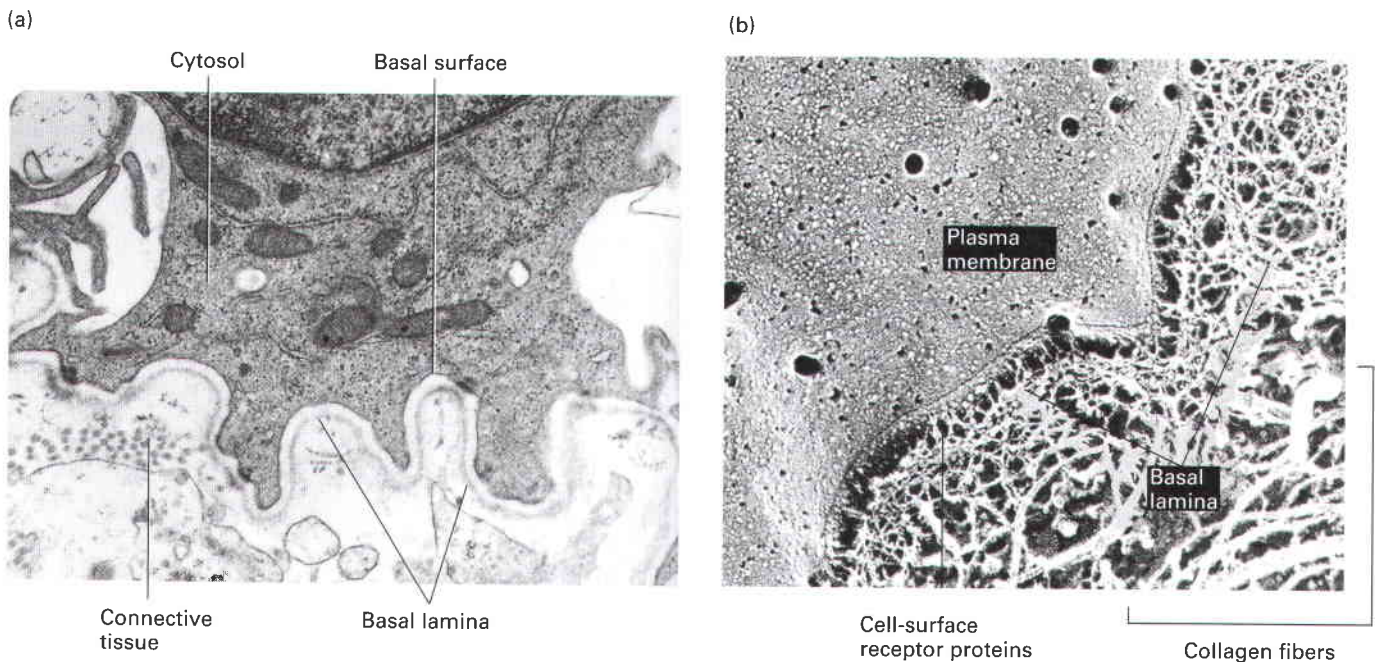 (a)
Cytosol
Basal surface
Connective
tissue
Basal lamina
(b)
Plasma
membrane
Basal
lamina
Cell-surface
receptor proteins
Collagen fibers